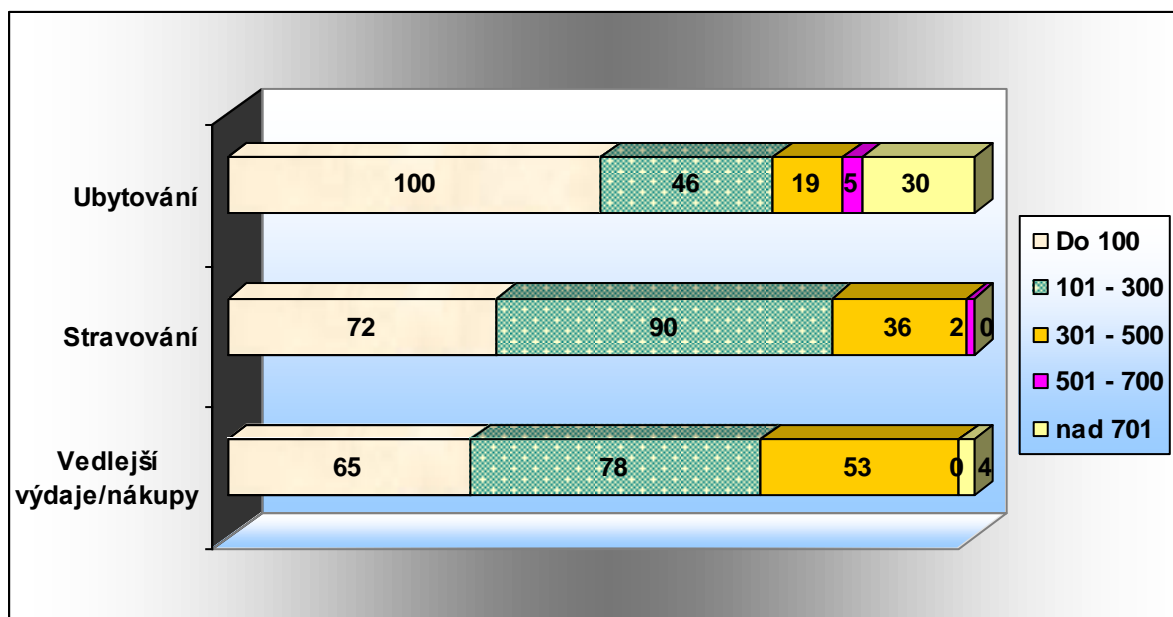 Ubytování
100 46 19 5 30
Stravování
72 90 36 2 0
Vedlejší
výdaje/nákupy
65 78 53 0 4
Do 100
101 - 300
301 - 500
501 - 700
nad 701